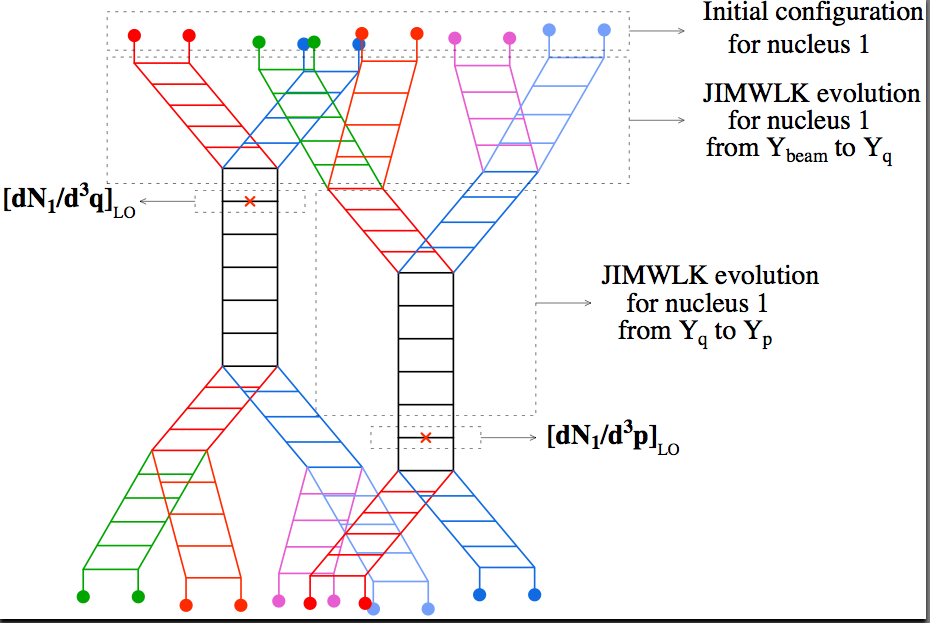 Initial configuration
for nucleus 1
JIMWLK evolution
for nucleus 1
from Y_beam to Y_q
[dN_1/d^3q]_LO
JIMWLK evolution
for nucleus 1
from Y_q to Y_p
[dN_1/d^3p]_LO